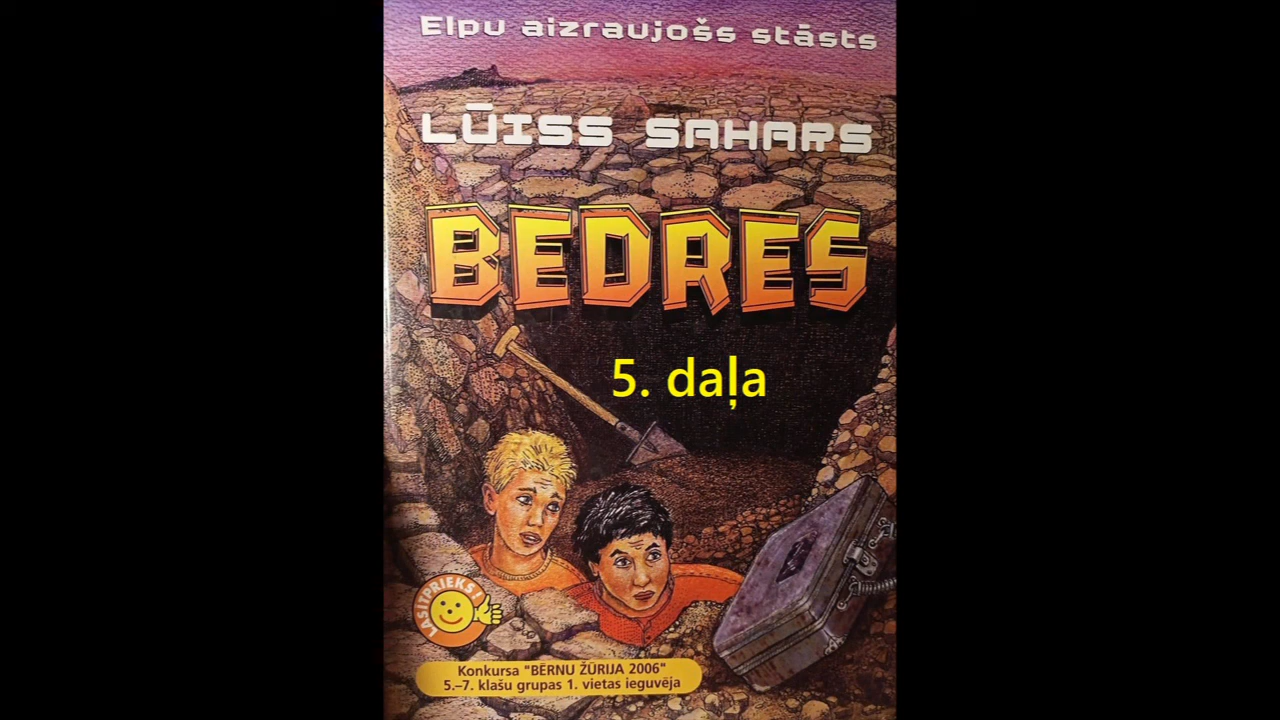 Elpu aizraujošs stāsts
LŪISS SAHARS
BEDRES
5. daļa
LASĪTPRIEKS!
Konkursa "BĒRNU ŽŪRIJA 2006"
5.–7. klašu grupas 1. vietas ieguvēja